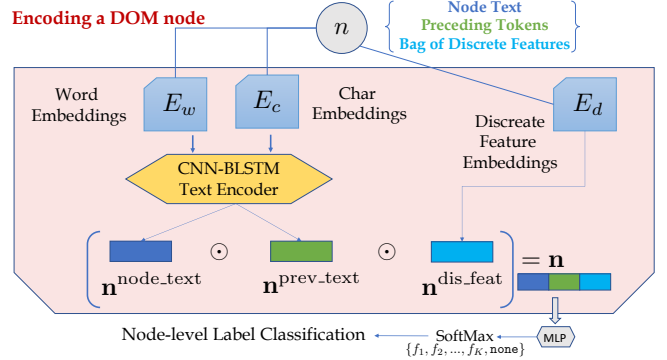 Encoding a DOM node
n
Node Text
Preceding Tokens
Bag of Discrete Features
Word
Embeddings
E_w
E_c
Char
Embeddings
Discreate
Feature
Embeddings
E_d
CNN-BLSTM
Text Encoder
⊙ ⊙
n^node_text n^prev_text n^dis_feat
= n
Node-level Label Classification
SoftMax
{f_1, f_2, ..., f_K, none}
MLP